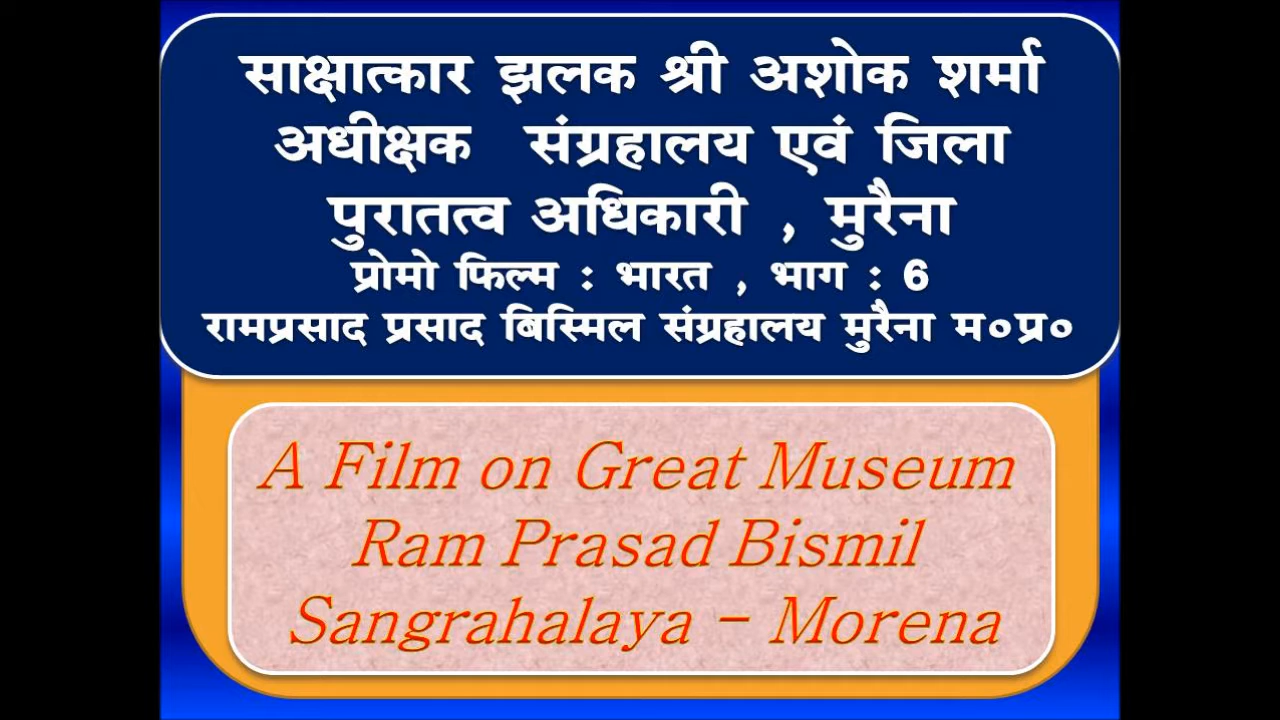 साक्षात्कार झलक श्री अशोक शर्मा
अधीक्षक संग्रहालय एवं जिला
पुरातत्व अधिकारी , मुरैना
प्रोमो फिल्म : भारत , भाग : 6
रामप्रसाद प्रसाद बिस्मिल संग्रहालय मुरैना म०प्र०
A Film on Great Museum
Ram Prasad Bismil
Sangrahalaya - Morena